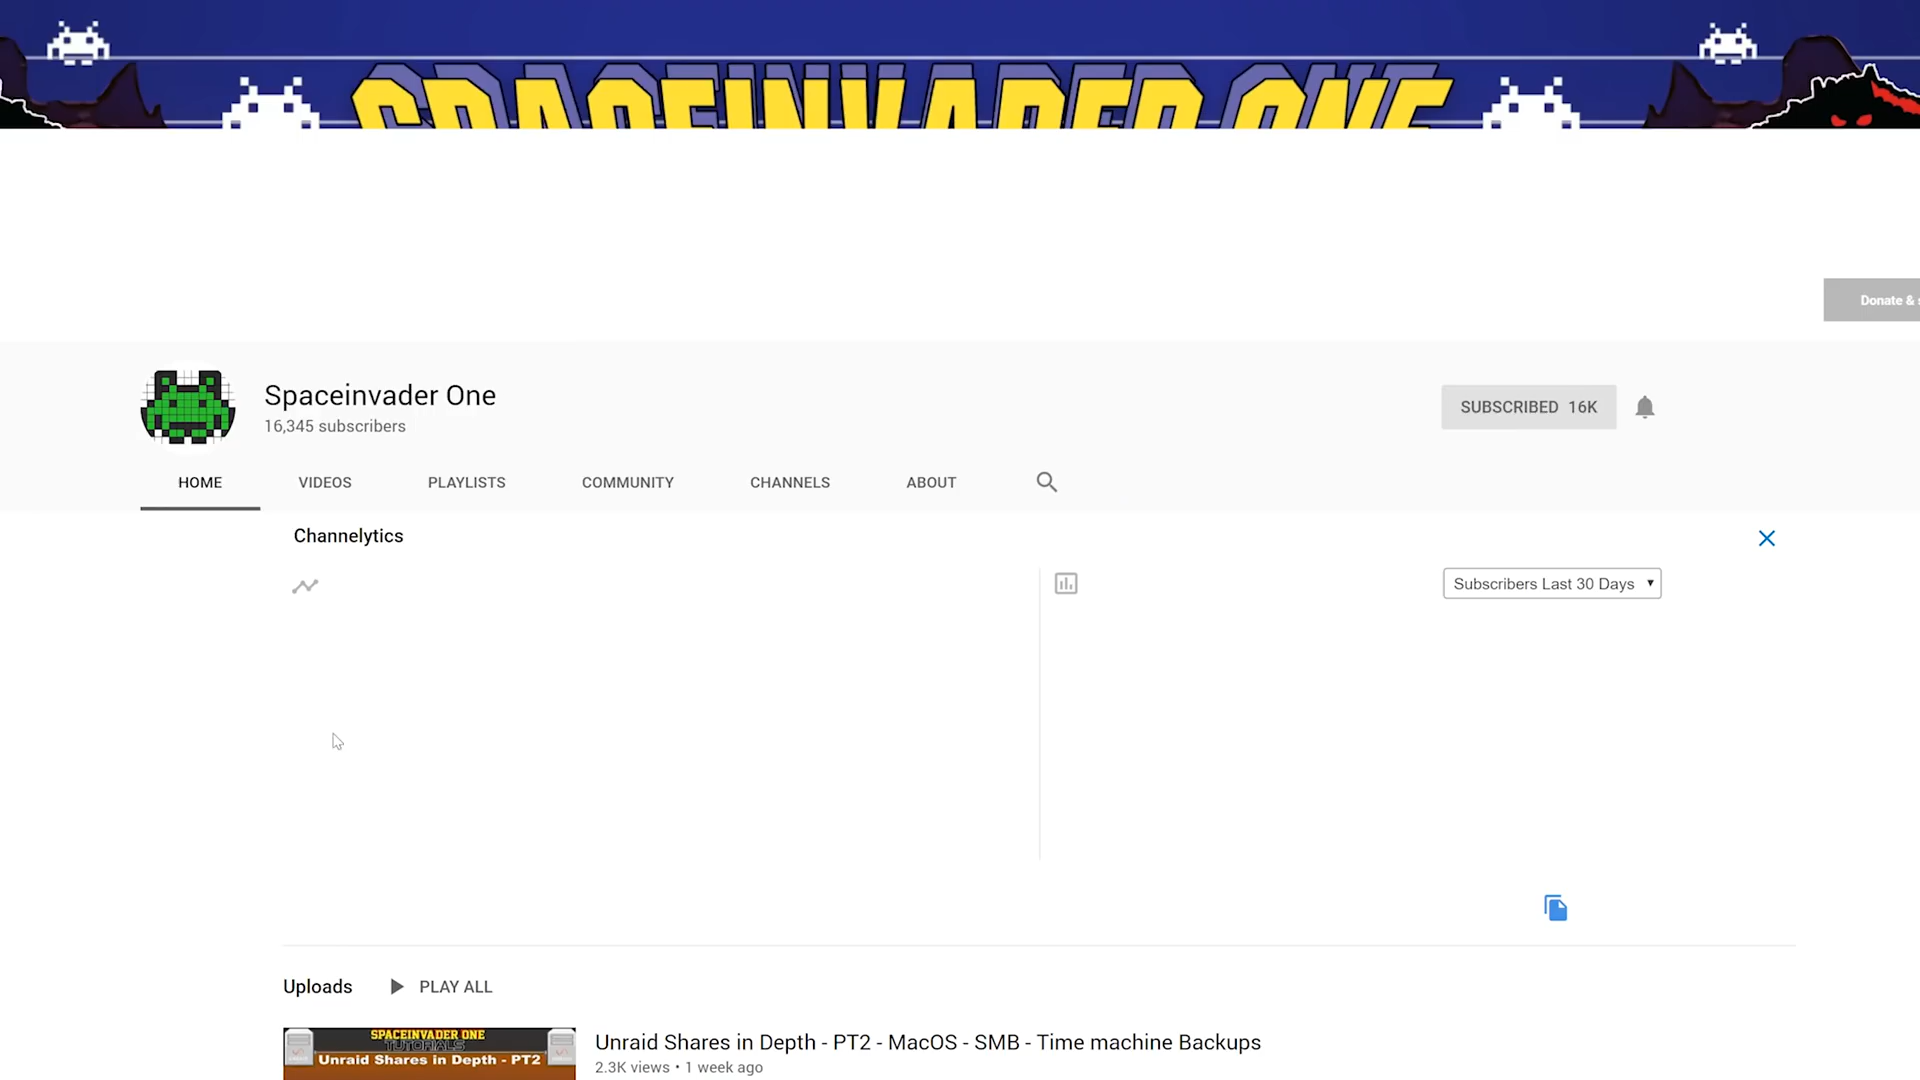 SPACEINVADER ONE
Donate &
Spaceinvader One
16,345 subscribers
SUBSCRIBED 16K
HOME VIDEOS PLAYLISTS COMMUNITY CHANNELS ABOUT
Channelytics
Subscribers Last 30 Days
Uploads PLAY ALL
SPACEINVADER ONE
TUTORIALS
Unraid Shares in Depth - PT2
Unraid Shares in Depth - PT2 - MacOS - SMB - Time machine Backups
2.3K views • 1 week ago